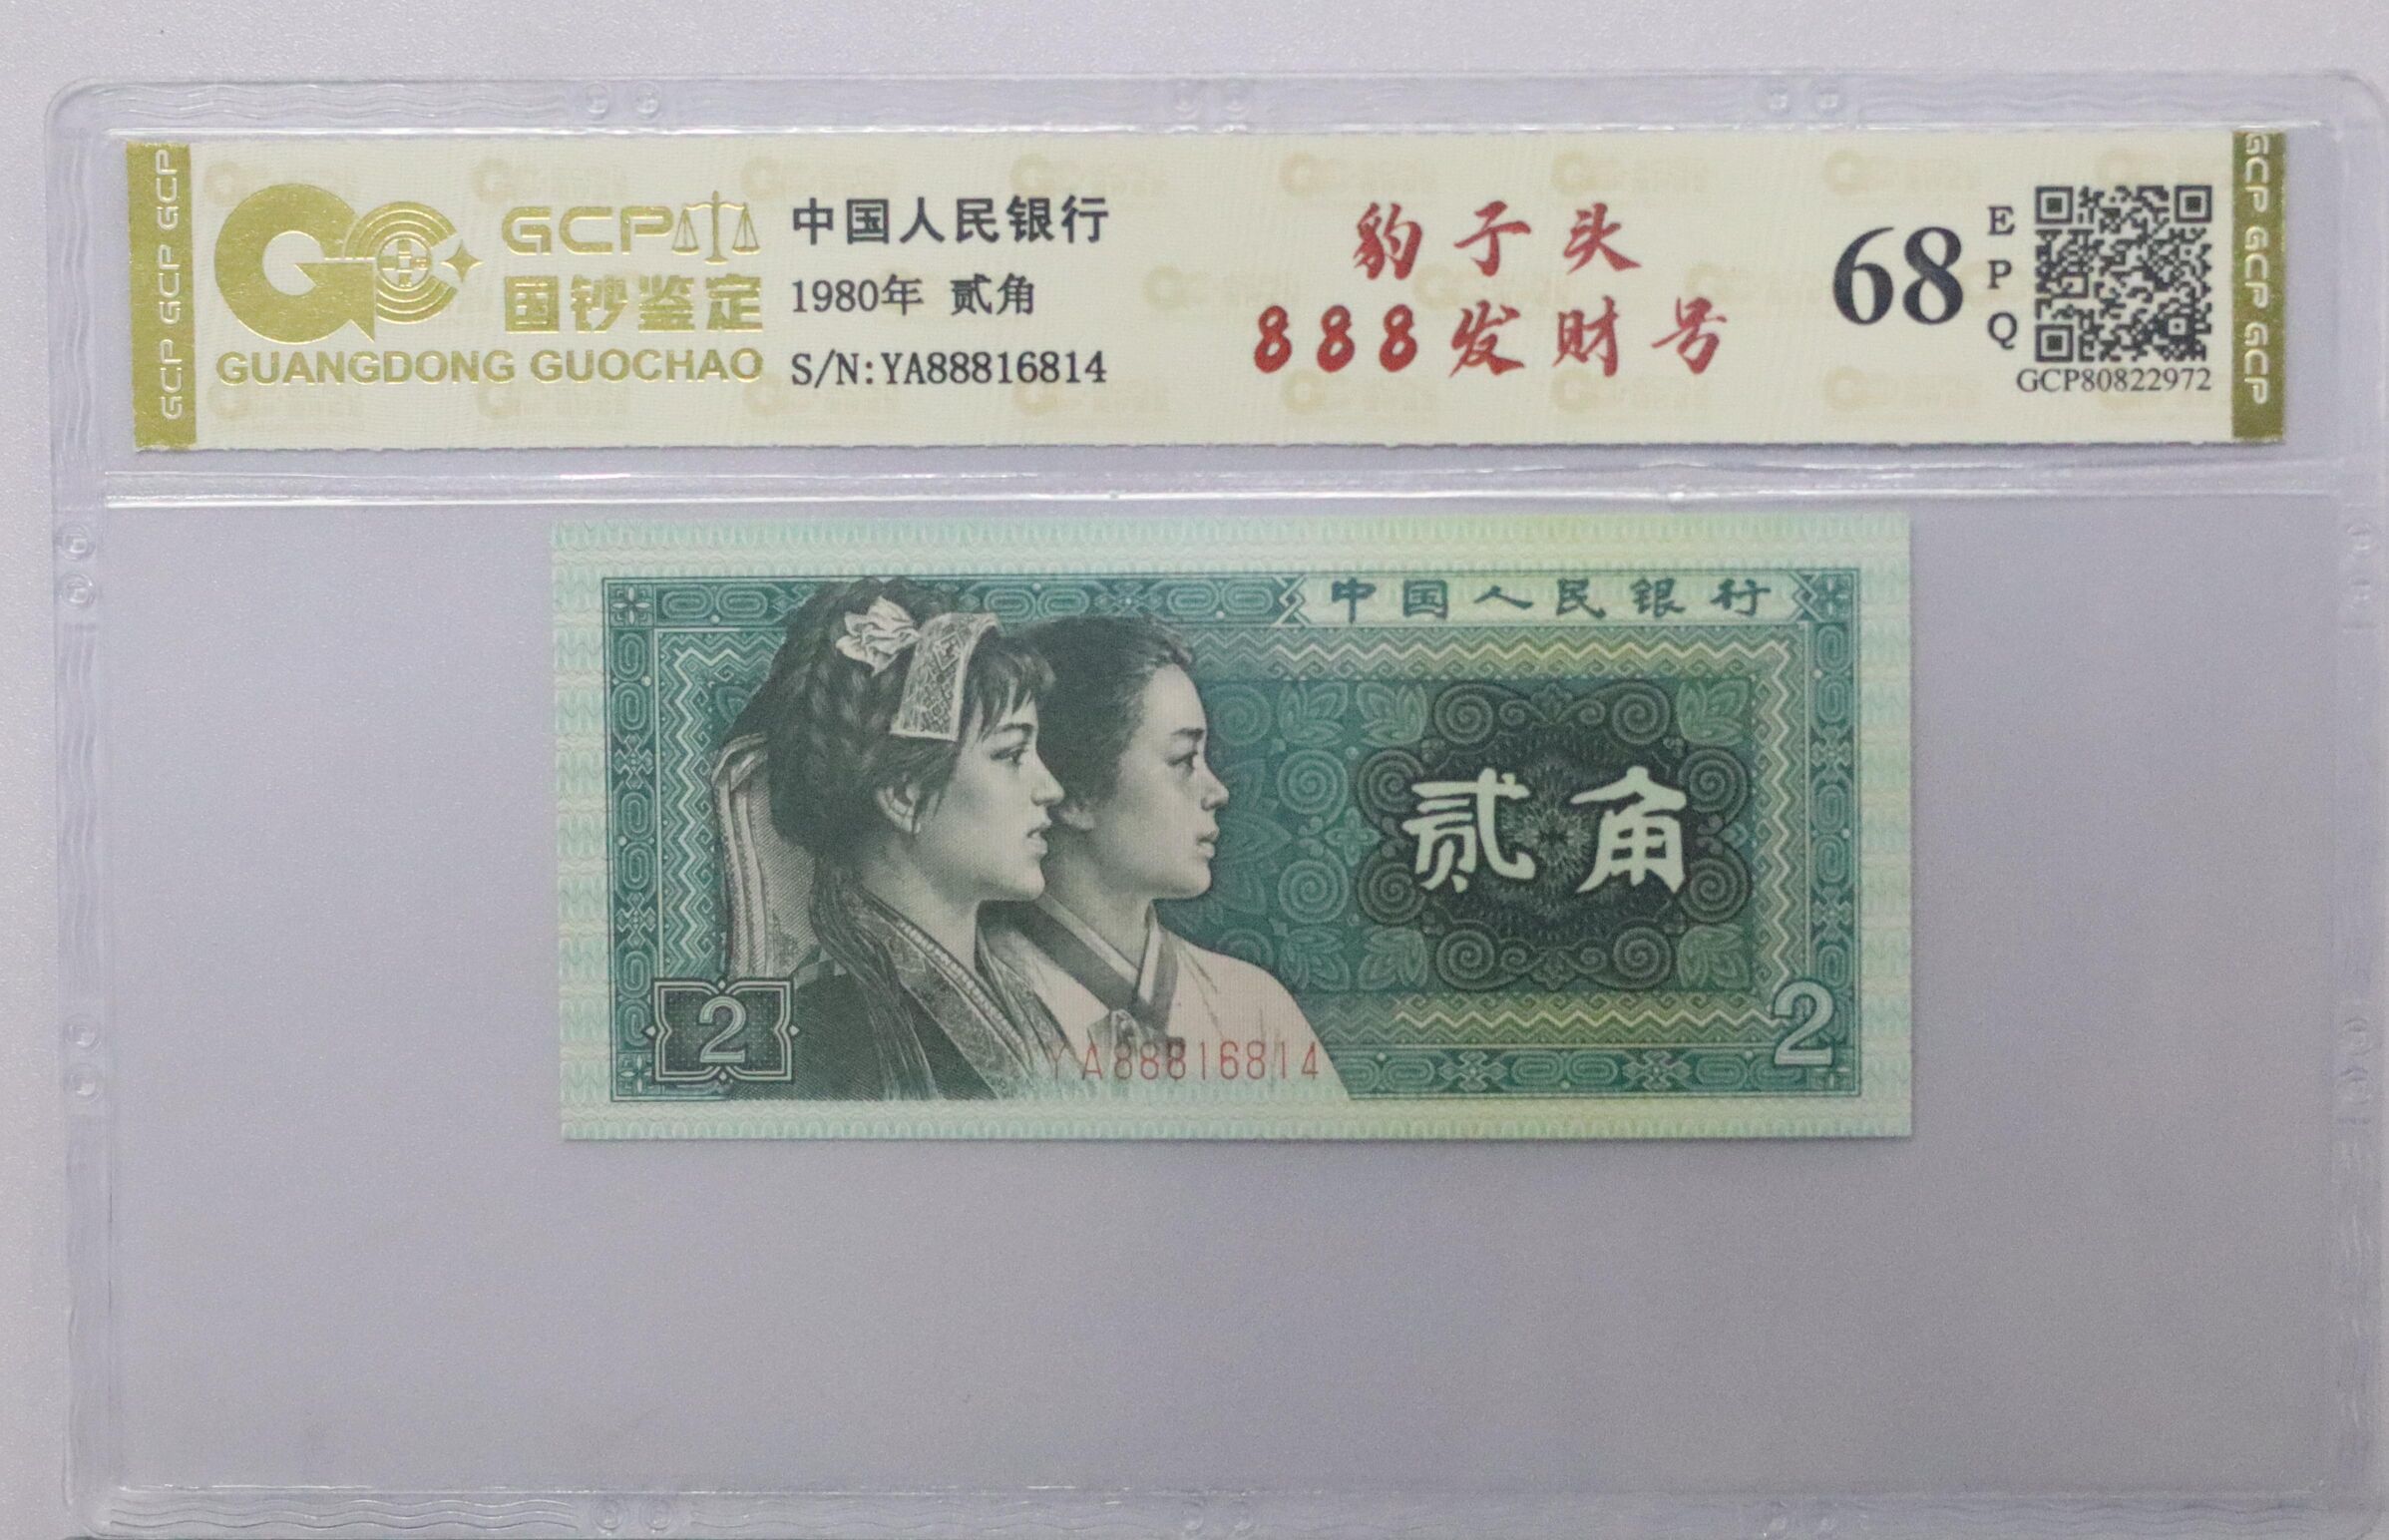 GCP GCP GCP
GCP
国钞鉴定
GUANGDONG GUOCHAO
中国人民银行
1980年 贰角
S/N:YA88816814
豹子头
888发财号
68
EPQ
GCP80822972
GCP GCP GCP
中国人民银行
贰角
2
YA88816814
2